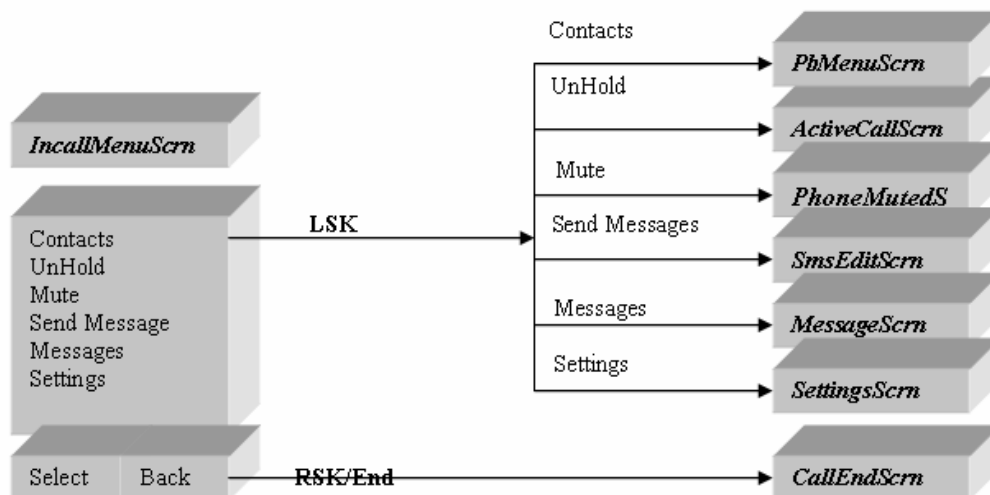 Contacts
PbMenuScrn
UnHold
IncallMenuScrn
ActiveCallScrn
Mute
PhoneMutedS
LSK
Send Messages
Contacts
UnHold
Mute
Send Message
Messages
Settings
SmsEditScrn
Messages
MessageScrn
Settings
SettingsScrn
Select
Back
RSK/End
CallEndScrn